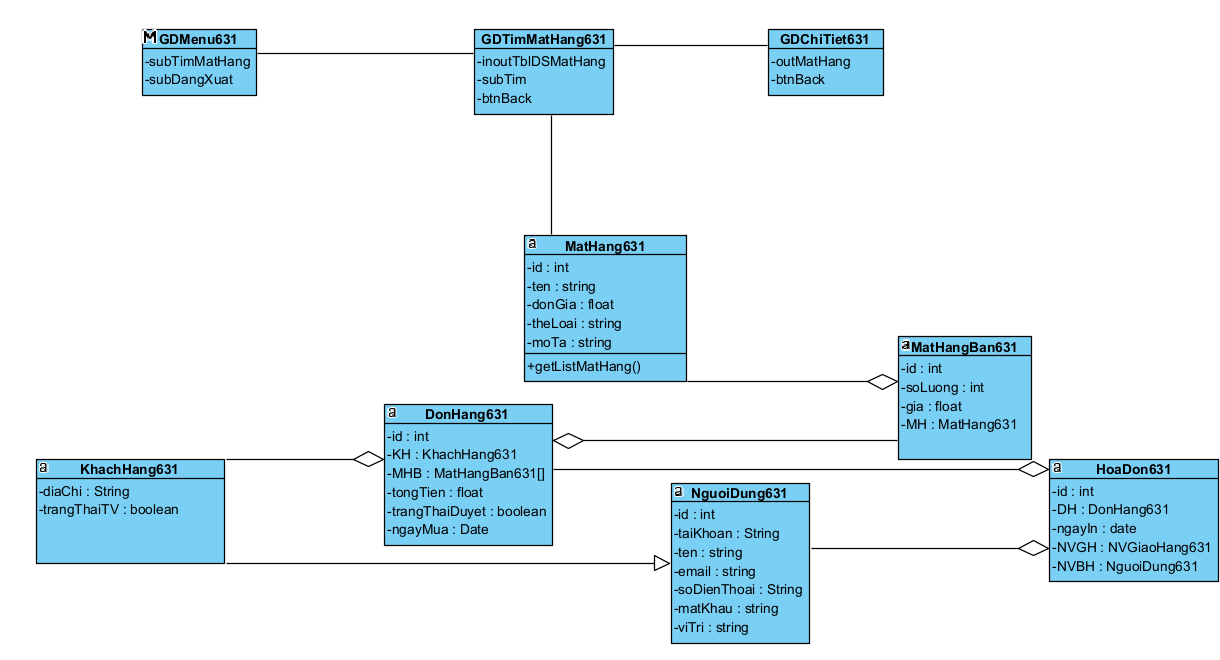 M GDMenu631
-subTimMatHang
-subDangXuat
GDTimMatHang631
-inoutTblDSMatHang
-subTim
-btnBack
GDChiTiet631
-outMatHang
-btnBack
a MatHang631
-id : int
-ten : string
-donGia : float
-theLoai : string
-moTa : string
+getListMatHang()
a MatHangBan631
-id : int
-soLuong : int
-gia : float
-MH : MatHang631
a DonHang631
-id : int
-KH : KhachHang631
-MHB : MatHangBan631[]
-tongTien : float
-trangThaiDuyet : boolean
-ngayMua : Date
a KhachHang631
-diaChi : String
-trangThaiTV : boolean
a NguoiDung631
-id : int
-taiKhoan : String
-ten : string
-email : string
-soDienThoai : String
-matKhau : string
-viTri : string
a HoaDon631
-id : int
-DH : DonHang631
-ngayIn : date
-NVGH : NVGiaoHang631
-NVBH : NguoiDung631